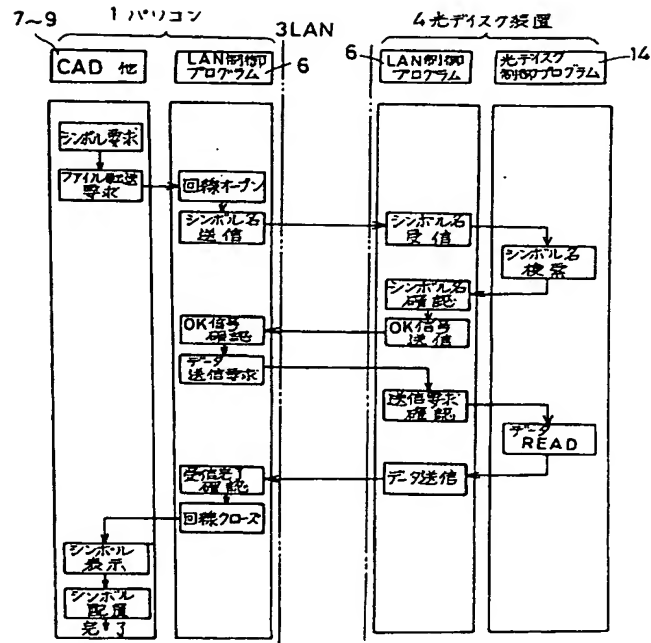 1 パソコン
3LAN
4 光ディスク装置
7~9
CAD 他
LAN制御
プログラム
6
6
LAN制御
プログラム
光ディスク
制御プログラム
14
シンボル要求
ファイル転送
要求
回線オープン
シンボル名
送信
シンボル名
受信
シンボル名
検索
シンボル名
確認
OK信号
送信
OK信号
確認
データ
送信要求
送信要求
確認
データ
READ
データ送信
受信完了
確認
回線クローズ
シンボル
表示
シンボル
配置
完了